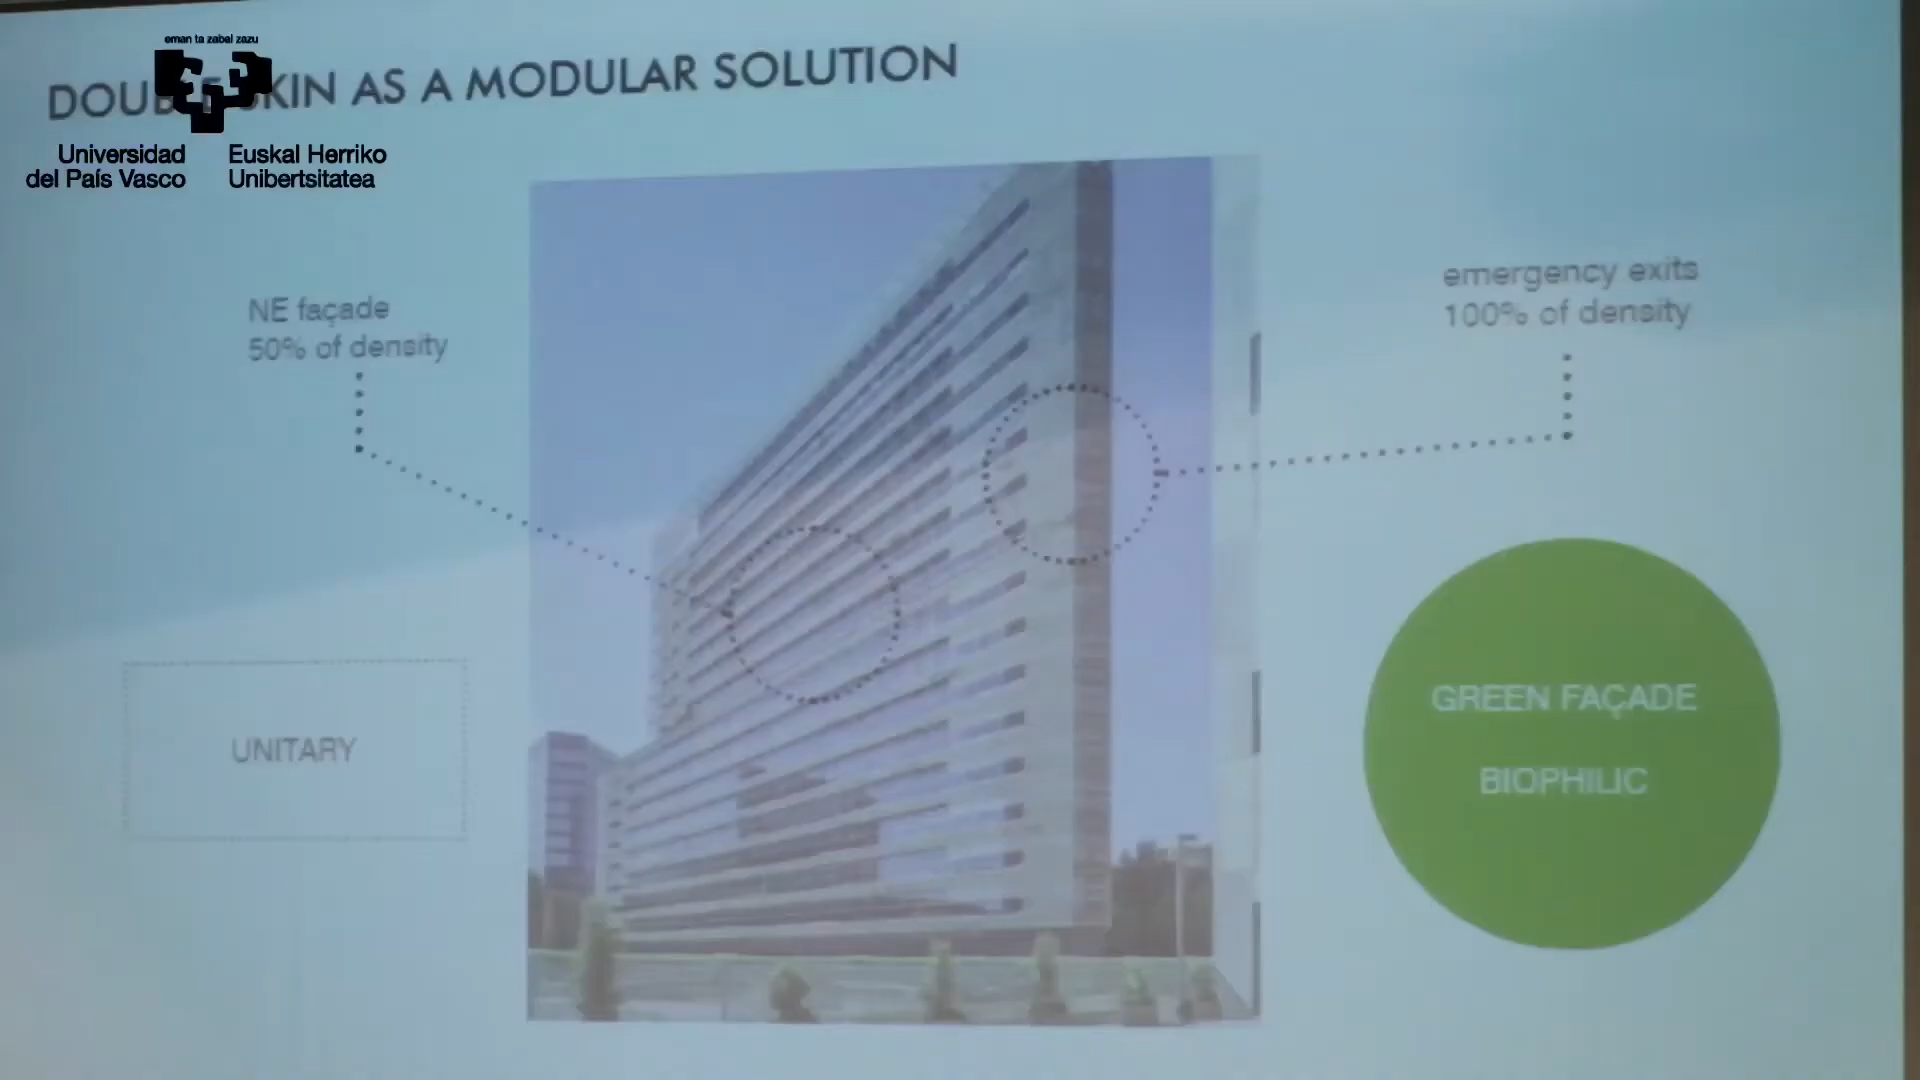 eman ta zabal zazu
DOUBLE SKIN AS A MODULAR SOLUTION
Universidad
del País Vasco
Euskal Herriko
Unibertsitatea
NE façade
50% of density
emergency exits
100% of density
UNITARY
GREEN FAÇADE
BIOPHILIC